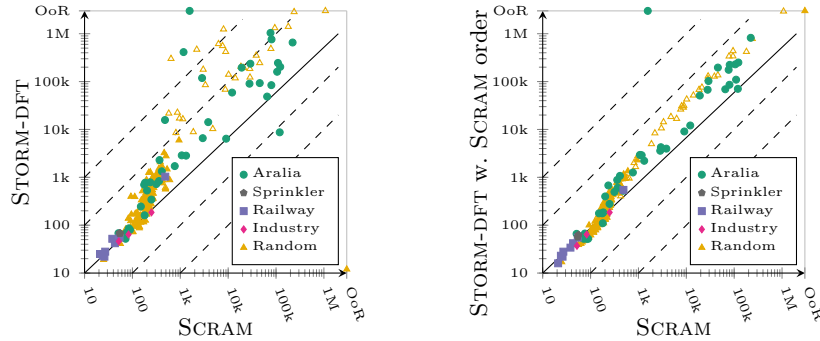 OoR
1M
100k
10k
1k
100
10
STORM-DFT
10
100
1k
10k
100k
1M
OoR
SCRAM
Aralia
Sprinkler
Railway
Industry
Random
OoR
1M
100k
10k
1k
100
10
STORM-DFT W. SCRAM order
10
100
1k
10k
100k
1M
OoR
SCRAM
Aralia
Sprinkler
Railway
Industry
Random